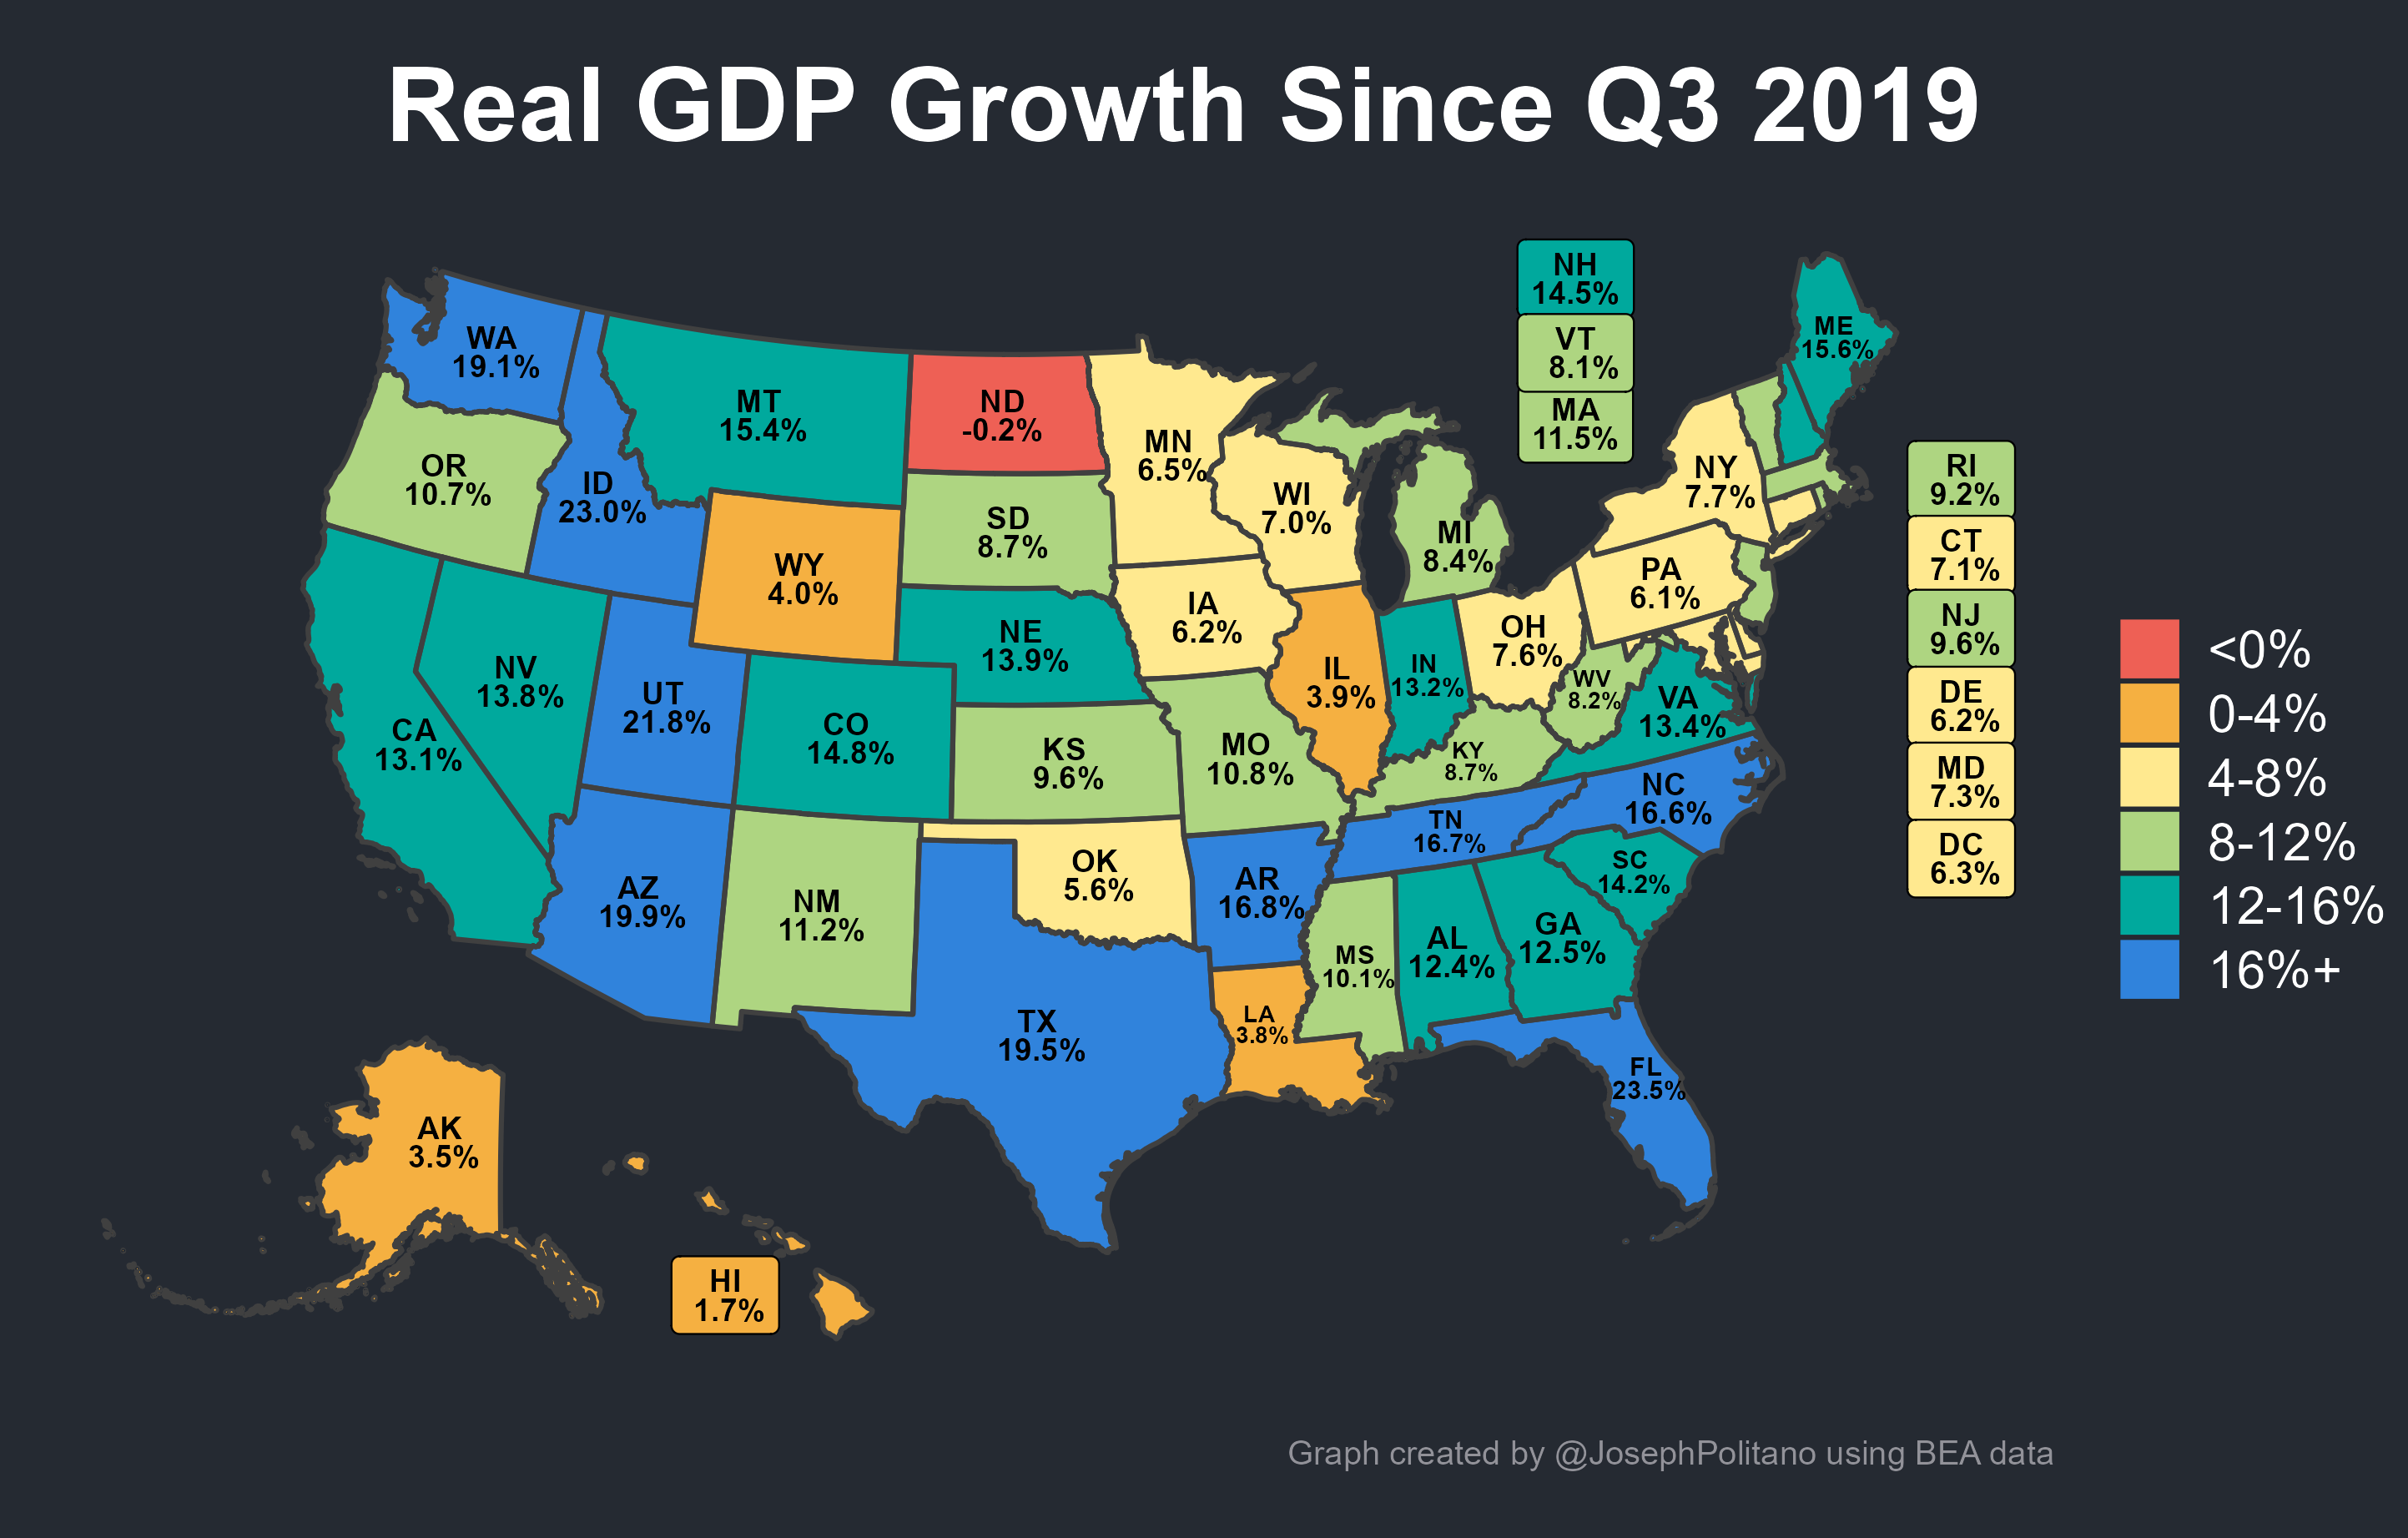 Real GDP Growth Since Q3 2019
NH
14.5%
VT
8.1%
MA
11.5%
ME
15.6%
WA
19.1%
MT
15.4%
ND
-0.2%
MN
6.5%
OR
10.7%
ID
23.0%
SD
8.7%
WI
7.0%
MI
8.4%
NY
7.7%
RI
9.2%
WY
4.0%
IA
6.2%
PA
6.1%
CT
7.1%
NE
13.9%
IL
3.9%
IN
13.2%
OH
7.6%
NJ
9.6%
NV
13.8%
UT
21.8%
CO
14.8%
WV
8.2%
VA
13.4%
DE
6.2%
CA
13.1%
KS
9.6%
MO
10.8%
KY
8.7%
MD
7.3%
NC
16.6%
TN
16.7%
DC
6.3%
AZ
19.9%
NM
11.2%
OK
5.6%
AR
16.8%
SC
14.2%
MS
10.1%
AL
12.4%
GA
12.5%
TX
19.5%
LA
3.8%
FL
23.5%
AK
3.5%
HI
1.7%
<0%
0-4%
4-8%
8-12%
12-16%
16%+
Graph created by @JosephPolitano using BEA data